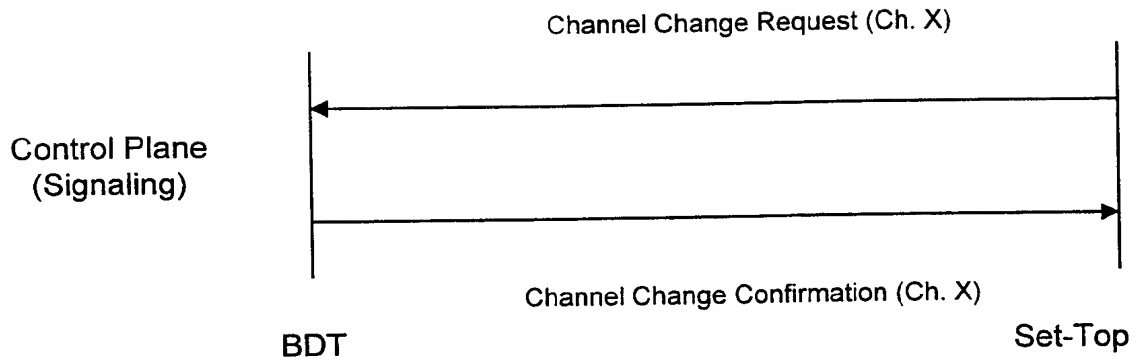 Channel Change Request (Ch. X)
Control Plane
(Signaling)
Channel Change Confirmation (Ch. X)
BDT
Set-Top